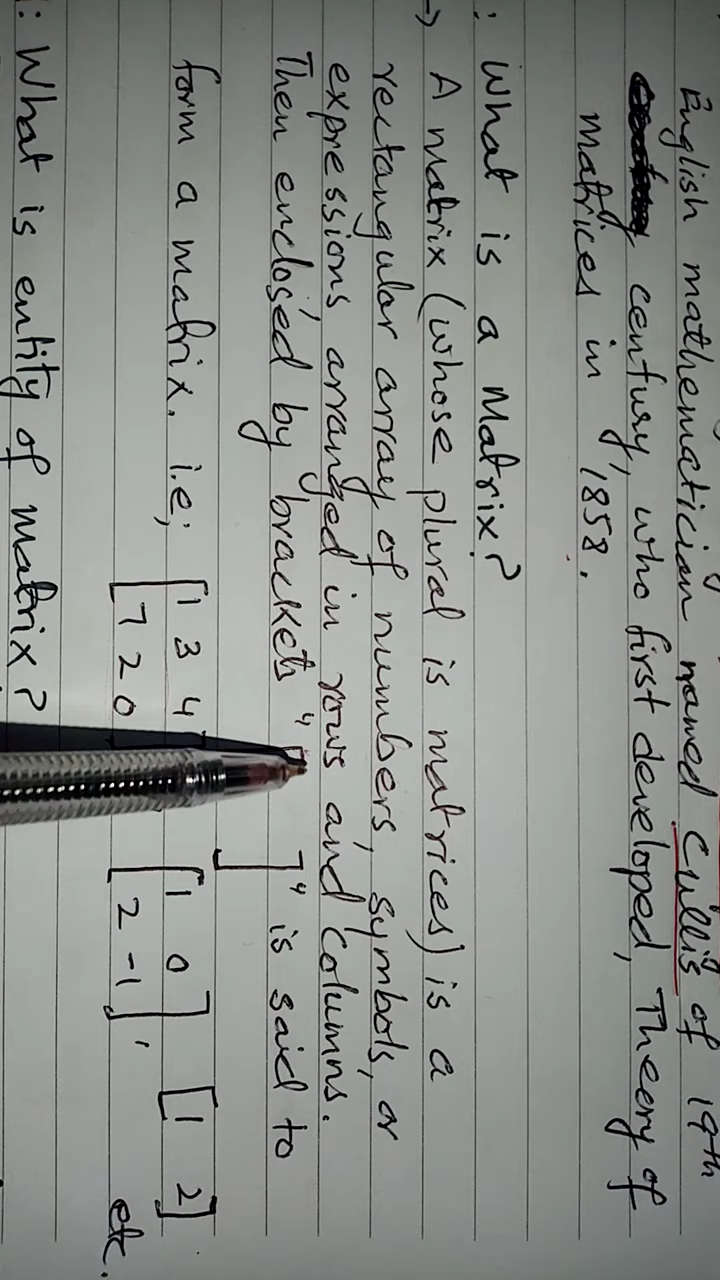 English mathematician named Cullis of 19th
century, who first developed, Theory of
matrices in 1858.
: What is a Matrix?
→ A matrix (whose plural is matrices) is a
rectangular array of numbers, symbols, or
expressions arranged in rows and columns.
Then enclosed by brackets " [ ]" is said to
form a matrix. i.e; [1 3 4 [1 0], [1 2]
7 2 0 2 -1 etc.
: What is entity of matrix?